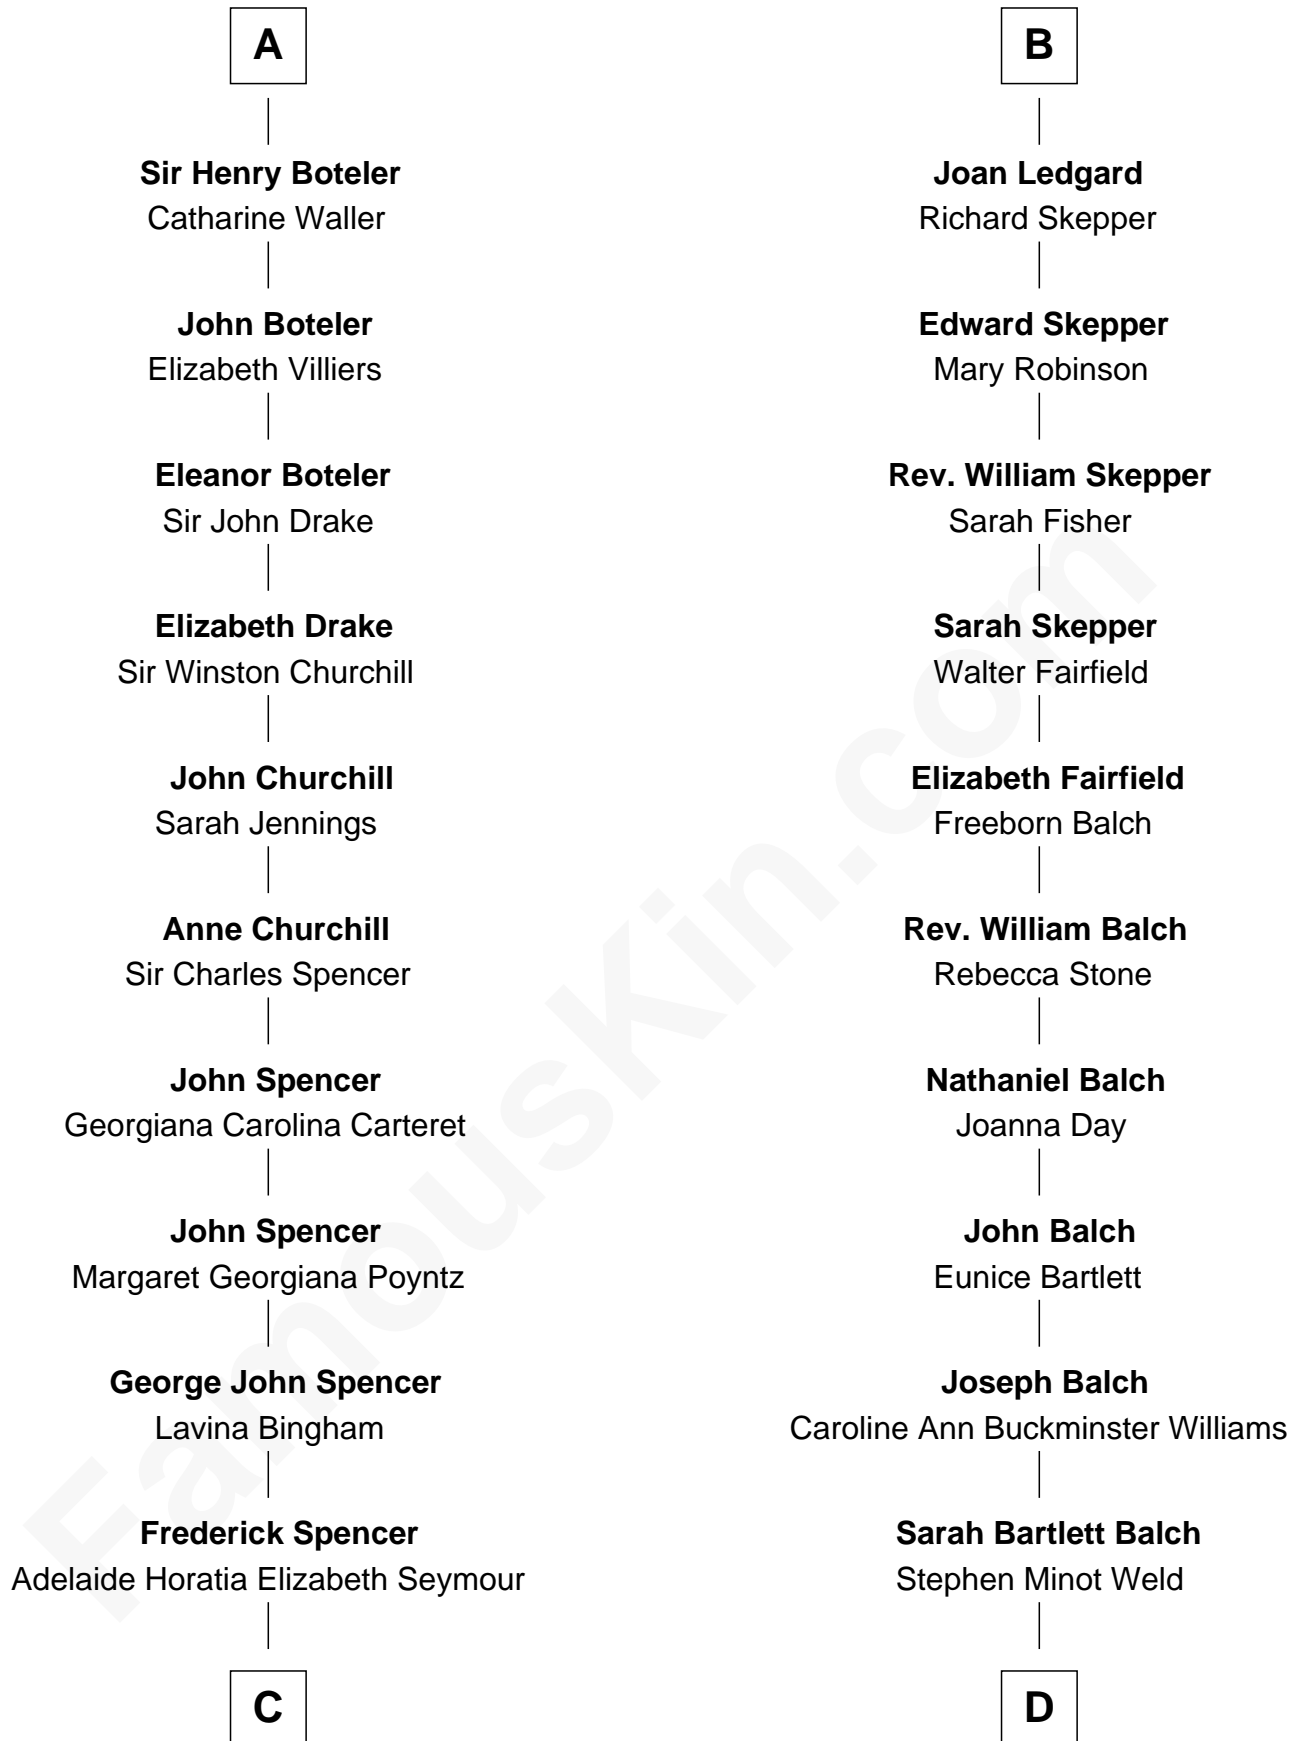 A
Sir Henry Boteler
Catharine Waller
John Boteler
Elizabeth Villiers
Eleanor Boteler
Sir John Drake
Elizabeth Drake
Sir Winston Churchill
John Churchill
Sarah Jennings
Anne Churchill
Sir Charles Spencer
John Spencer
Georgiana Carolina Carteret
John Spencer
Margaret Georgiana Poyntz
George John Spencer
Lavina Bingham
Frederick Spencer
Adelaide Horatia Elizabeth Seymour
C
B
Joan Ledgard
Richard Skepper
Edward Skepper
Mary Robinson
Rev. William Skepper
Sarah Fisher
Sarah Skepper
Walter Fairfield
Elizabeth Fairfield
Freeborn Balch
Rev. William Balch
Rebecca Stone
Nathaniel Balch
Joanna Day
John Balch
Eunice Bartlett
Joseph Balch
Caroline Ann Buckminster Williams
Sarah Bartlett Balch
Stephen Minot Weld
D
FamousKin.com